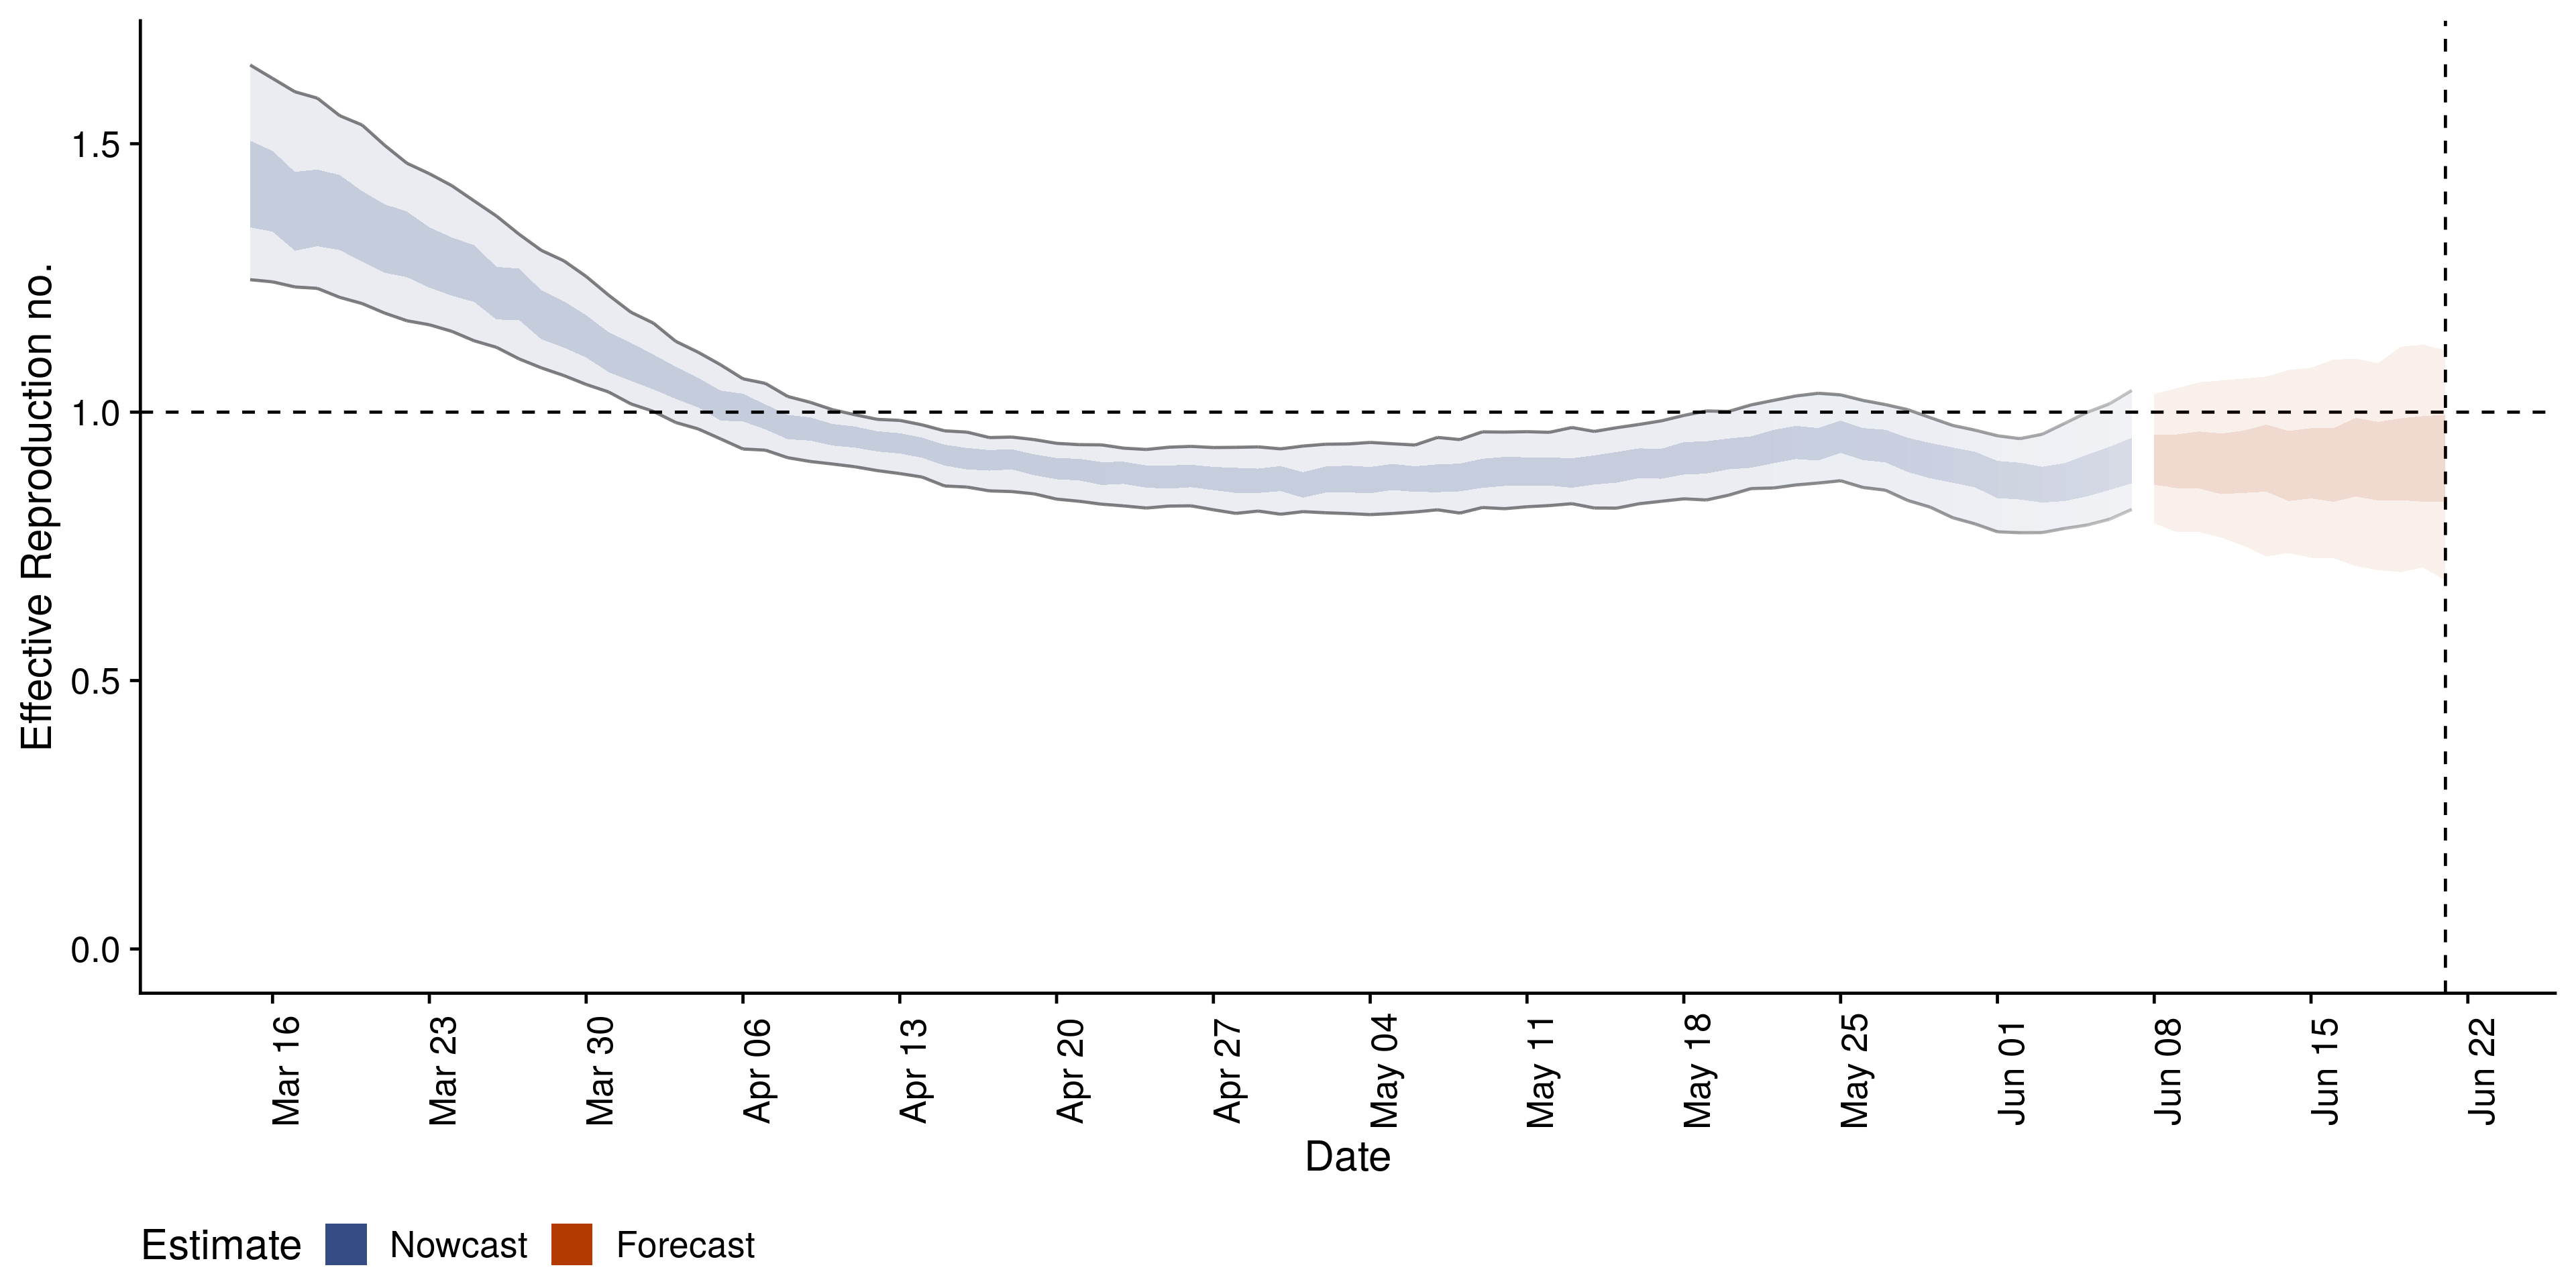 Effective Reproduction no.
1.5
1.0
0.5
0.0
Mar 16
Mar 23
Mar 30
Apr 06
Apr 13
Apr 20
Apr 27
May 04
May 11
May 18
May 25
Jun 01
Jun 08
Jun 15
Jun 22
Date
Estimate Nowcast Forecast